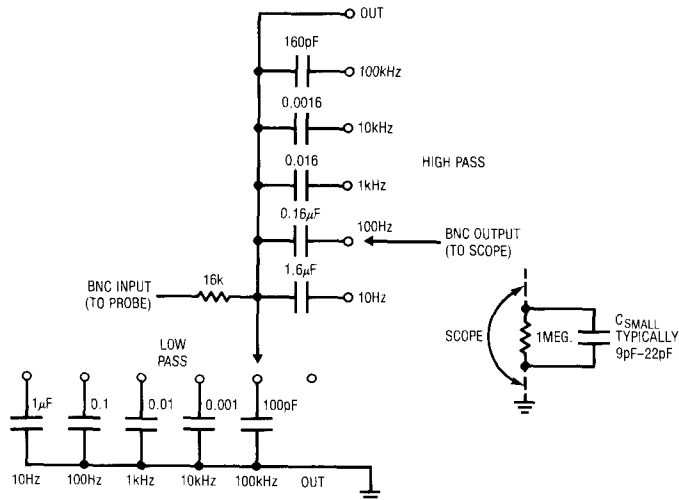 OUT
160pF
100kHz
0.0016
10kHz
0.016
HIGH PASS
1kHz
0.16µF
100Hz
BNC OUTPUT
(TO SCOPE)
1.6µF
10Hz
BNC INPUT
(TO PROBE)
16k
LOW
PASS
SCOPE
1MEG.
CSMALL
TYPICALLY
9pF–22pF
1µF
0.1
0.01
0.001
100pF
10Hz
100Hz
1kHz
10kHz
100kHz
OUT